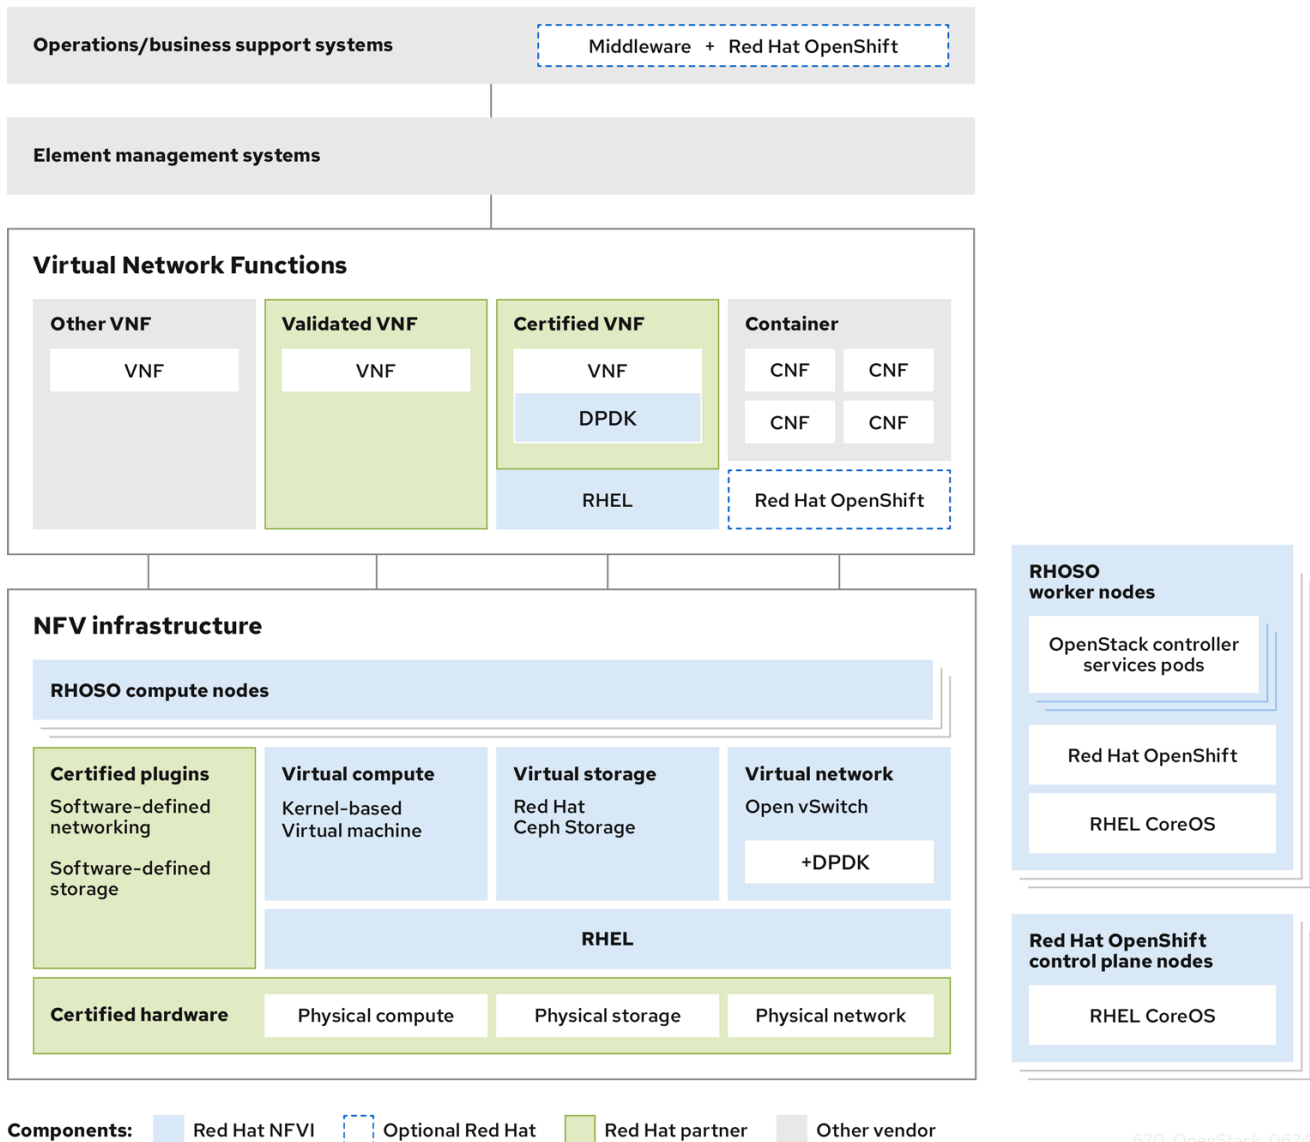 Operations/business support systems
Middleware + Red Hat OpenShift
Element management systems
Virtual Network Functions
Other VNF
VNF
Validated VNF
VNF
Certified VNF
VNF
DPDK
RHEL
Container
CNF CNF
CNF CNF
Red Hat OpenShift
NFV infrastructure
RHOSO compute nodes
Certified plugins
Software-defined
networking
Software-defined
storage
Virtual compute
Kernel-based
Virtual machine
Virtual storage
Red Hat
Ceph Storage
Virtual network
Open vSwitch
+DPDK
RHEL
Certified hardware
Physical compute
Physical storage
Physical network
RHOSO
worker nodes
OpenStack controller
services pods
Red Hat OpenShift
RHEL CoreOS
Red Hat OpenShift
control plane nodes
RHEL CoreOS
Components: Red Hat NFVI Optional Red Hat Red Hat partner Other vendor